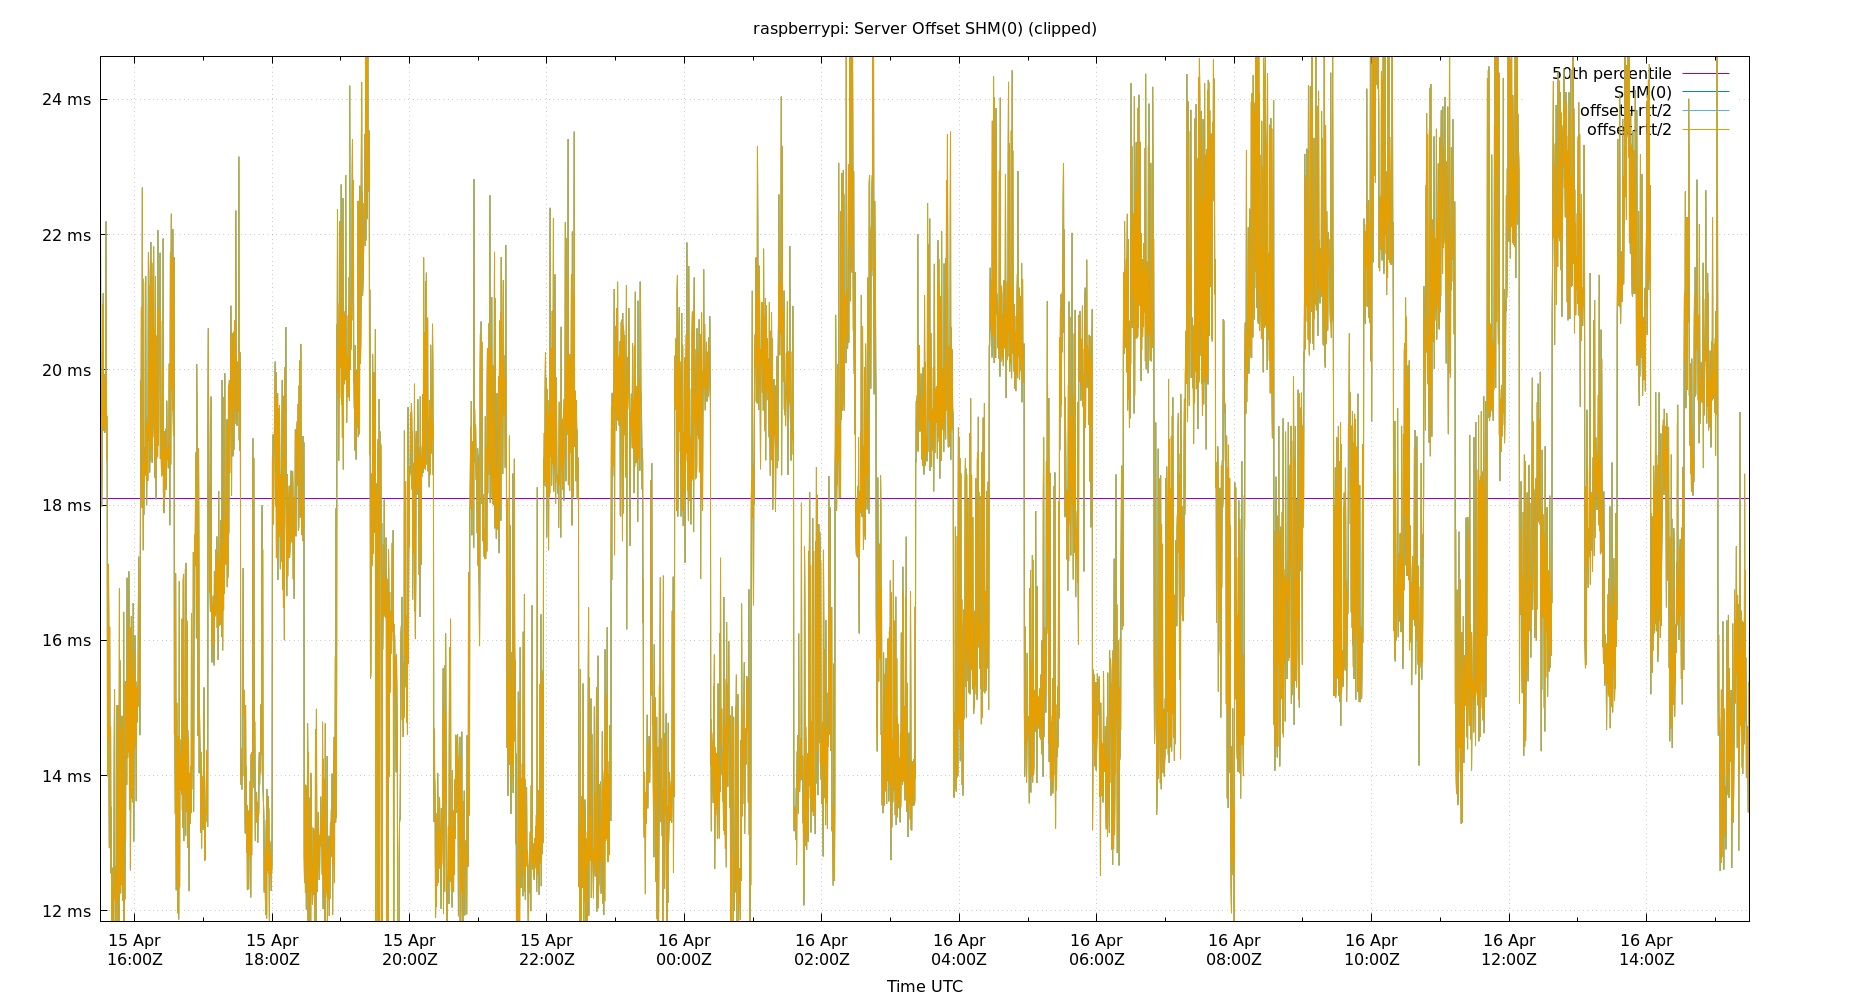 raspberrypi: Server Offset SHM(0) (clipped)
50th percentile
SHM(0)
offset+rtt/2
offset-rtt/2
24 ms
22 ms
20 ms
18 ms
16 ms
14 ms
12 ms
15 Apr 15 Apr 15 Apr 15 Apr 16 Apr 16 Apr 16 Apr 16 Apr 16 Apr 16 Apr 16 Apr 16 Apr
16:00Z 18:00Z 20:00Z 22:00Z 00:00Z 02:00Z 04:00Z 06:00Z 08:00Z 10:00Z 12:00Z 14:00Z
Time UTC